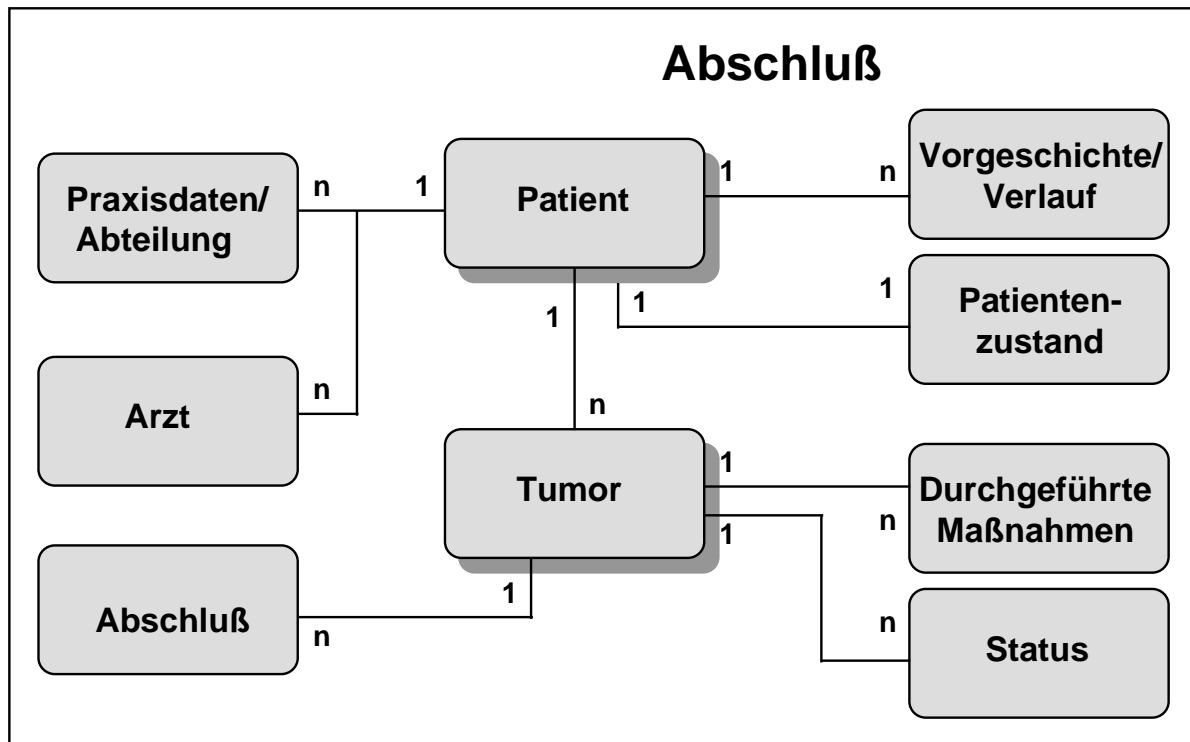 Abschluß
Praxisdaten/
Abteilung
n
1
Patient
1
n
Vorgeschichte/
Verlauf
1
1
1
Patienten-
zustand
Arzt
n
n
Tumor
1
n
Durchgeführte
Maßnahmen
1
Abschluß
n
1
n
Status